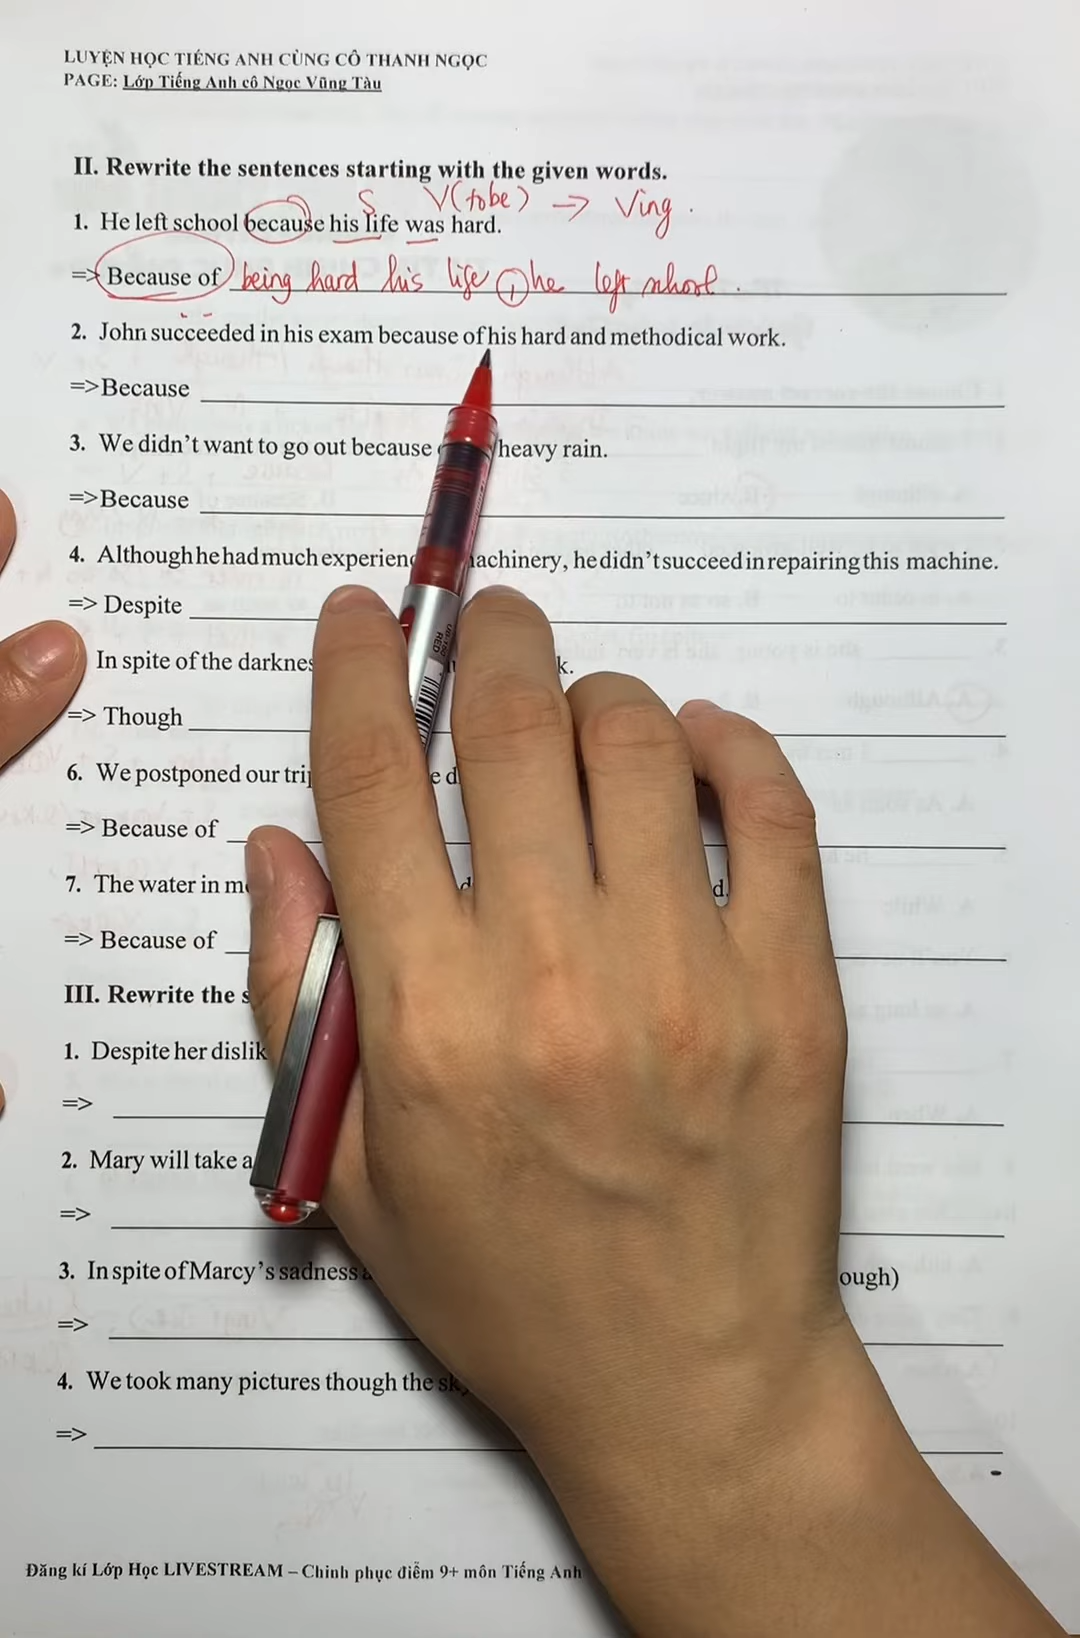 LUYỆN HỌC TIẾNG ANH CÙNG CÔ THANH NGỌC
PAGE: Lớp Tiếng Anh cô Ngọc Vũng Tàu
II. Rewrite the sentences starting with the given words.
S V(tobe) → Ving.
1. He left school because his life was hard.
=> Because of being hard his life , he left school.
2. John succeeded in his exam because of his hard and methodical work.
=>Because
3. We didn't want to go out because heavy rain.
=>Because
4. Although he had much experienc achinery, he didn't succeed in repairing this machine.
=> Despite
In spite of the darknes k.
=> Though
6. We postponed our trip e d
=> Because of
7. The water in m d d.
=> Because of
III. Rewrite the s
1. Despite her dislik
=>
2. Mary will take a
=>
3. In spite of Marcy's sadness ough)
=>
4. We took many pictures though the sk
=>
Đăng kí Lớp Học LIVESTREAM – Chinh phục điểm 9+ môn Tiếng Anh